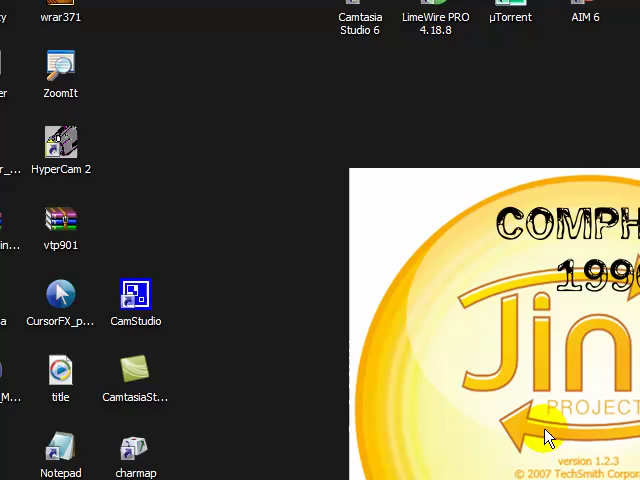 wrar371
Camtasia
Studio 6
LimeWire PRO
4.18.8
µTorrent
AIM 6
ZoomIt
HyperCam 2
vtp901
CursorFX_p...
CamStudio
title
CamtasiaSt...
Notepad
charmap
COMPH
199
Jin
PROJECT
version 1.2.3
© 2007 TechSmith Corpora